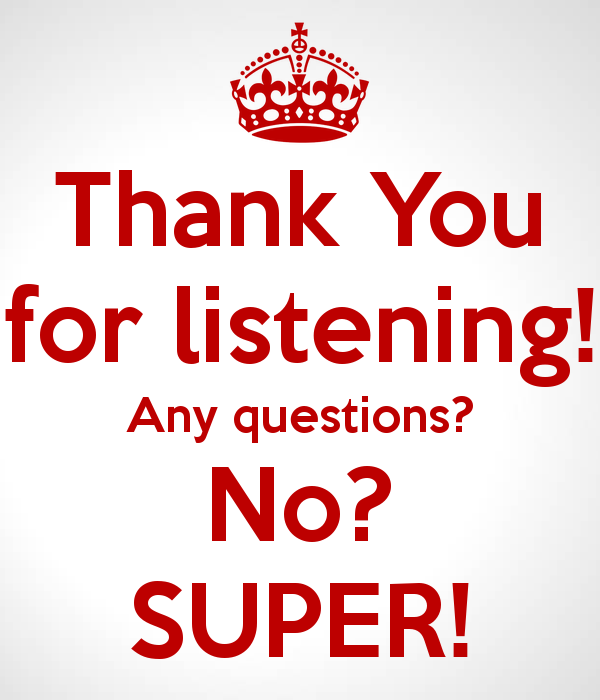 Thank You
for listening!
Any questions?
No?
SUPER!